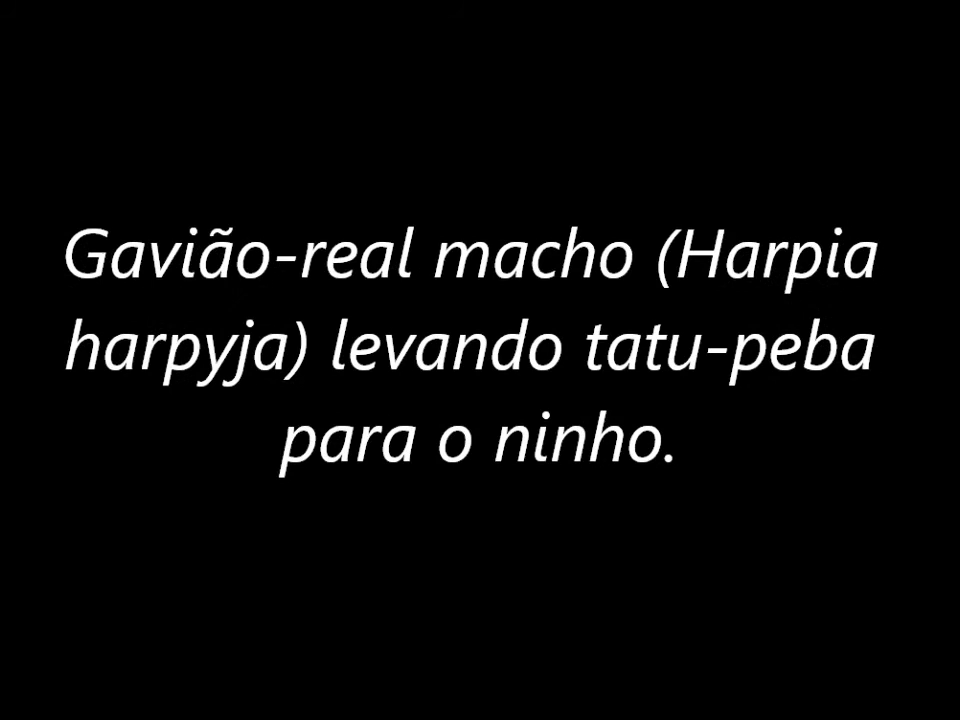 Gavião-real macho (Harpia
harpyja) levando tatu-peba
para o ninho.